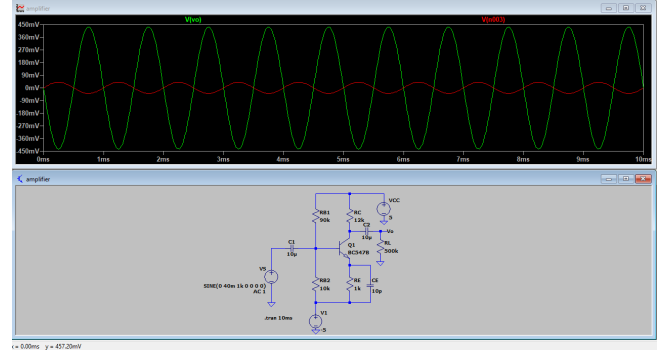 amplifier
V(vo) V(n003)
450mV
360mV
270mV
180mV
90mV
0mV
-90mV
-180mV
-270mV
-360mV
-450mV
0ms 1ms 2ms 3ms 4ms 5ms 6ms 7ms 8ms 9ms 10ms
amplifier
VCC
5
RB1
90k
RC
12k
C2
10µ
Vo
RL
500k
C1
10µ
Q1
BC547B
VS
SINE(0 40m 1k 0 0 0 0)
AC 1
RB2
10k
RE
1k
CE
10p
.tran 10ms
V1
-5
x = 0.00ms y = 457.20mV